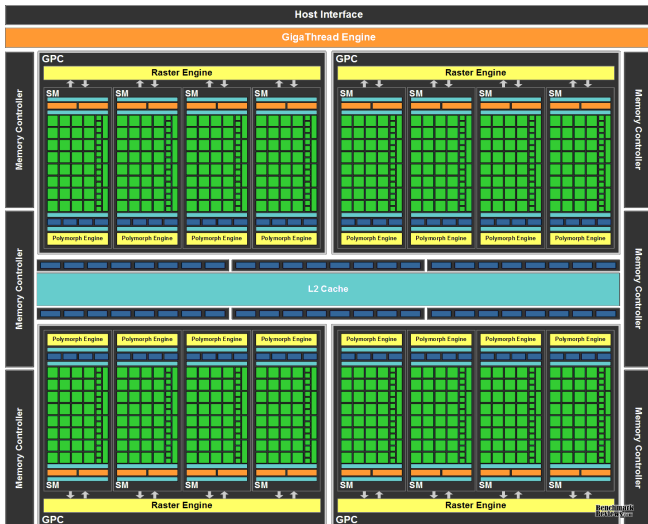 Host Interface
GigaThread Engine
GPC
GPC
Raster Engine
Raster Engine
SM SM SM SM
SM SM SM SM
Polymorph Engine Polymorph Engine Polymorph Engine Polymorph Engine
Polymorph Engine Polymorph Engine Polymorph Engine Polymorph Engine
Memory Controller
Memory Controller
Memory Controller
Memory Controller
L2 Cache
Polymorph Engine Polymorph Engine Polymorph Engine Polymorph Engine
Polymorph Engine Polymorph Engine Polymorph Engine Polymorph Engine
Memory Controller
Memory Controller
SM SM SM SM
SM SM SM SM
Raster Engine
Raster Engine
GPC
GPC
Benchmark
Reviews.com